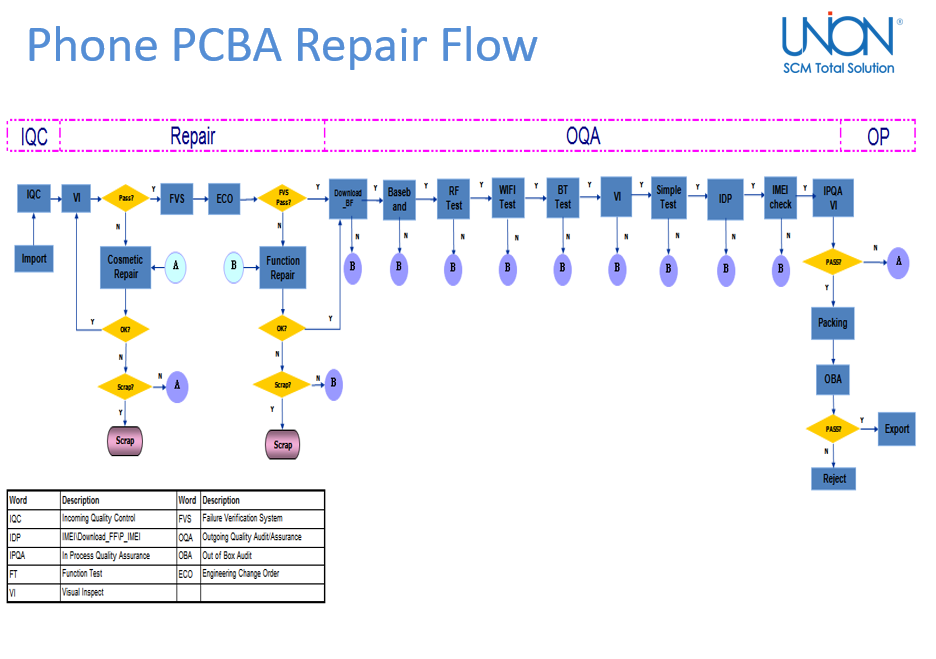 Phone PCBA Repair Flow
UNION®
SCM Total Solution
IQC Repair OQA OP
IQC
VI
Pass?
Y
FVS
ECO
FVS
Pass?
Y
Download
_BF
Y
Baseb
and
Y
RF
Test
Y
WIFI
Test
Y
BT
Test
Y
VI
Y
Simple
Test
Y
IDP
Y
IMEI
check
Y
IPQA
VI
N
N
N
N
N
N
N
N
N
N
N
N
Import
Cosmetic
Repair
A
B
Function
Repair
B
B
B
B
B
B
B
B
B
PASS?
N
A
Y
Y
OK?
OK?
Y
Packing
N
N
OBA
Scrap?
N
A
Scrap?
N
B
Y
Y
PASS?
Y
Export
N
Scrap
Scrap
Reject
Word Description Word Description
IQC Incoming Quality Control FVS Failure Verification System
IDP IMEI\Download_FF\P_IMEI OQA Outgoing Quality Audit/Assurance
IPQA In Process Quality Assurance OBA Out of Box Audit
FT Function Test ECO Engineering Change Order
VI Visual Inspect